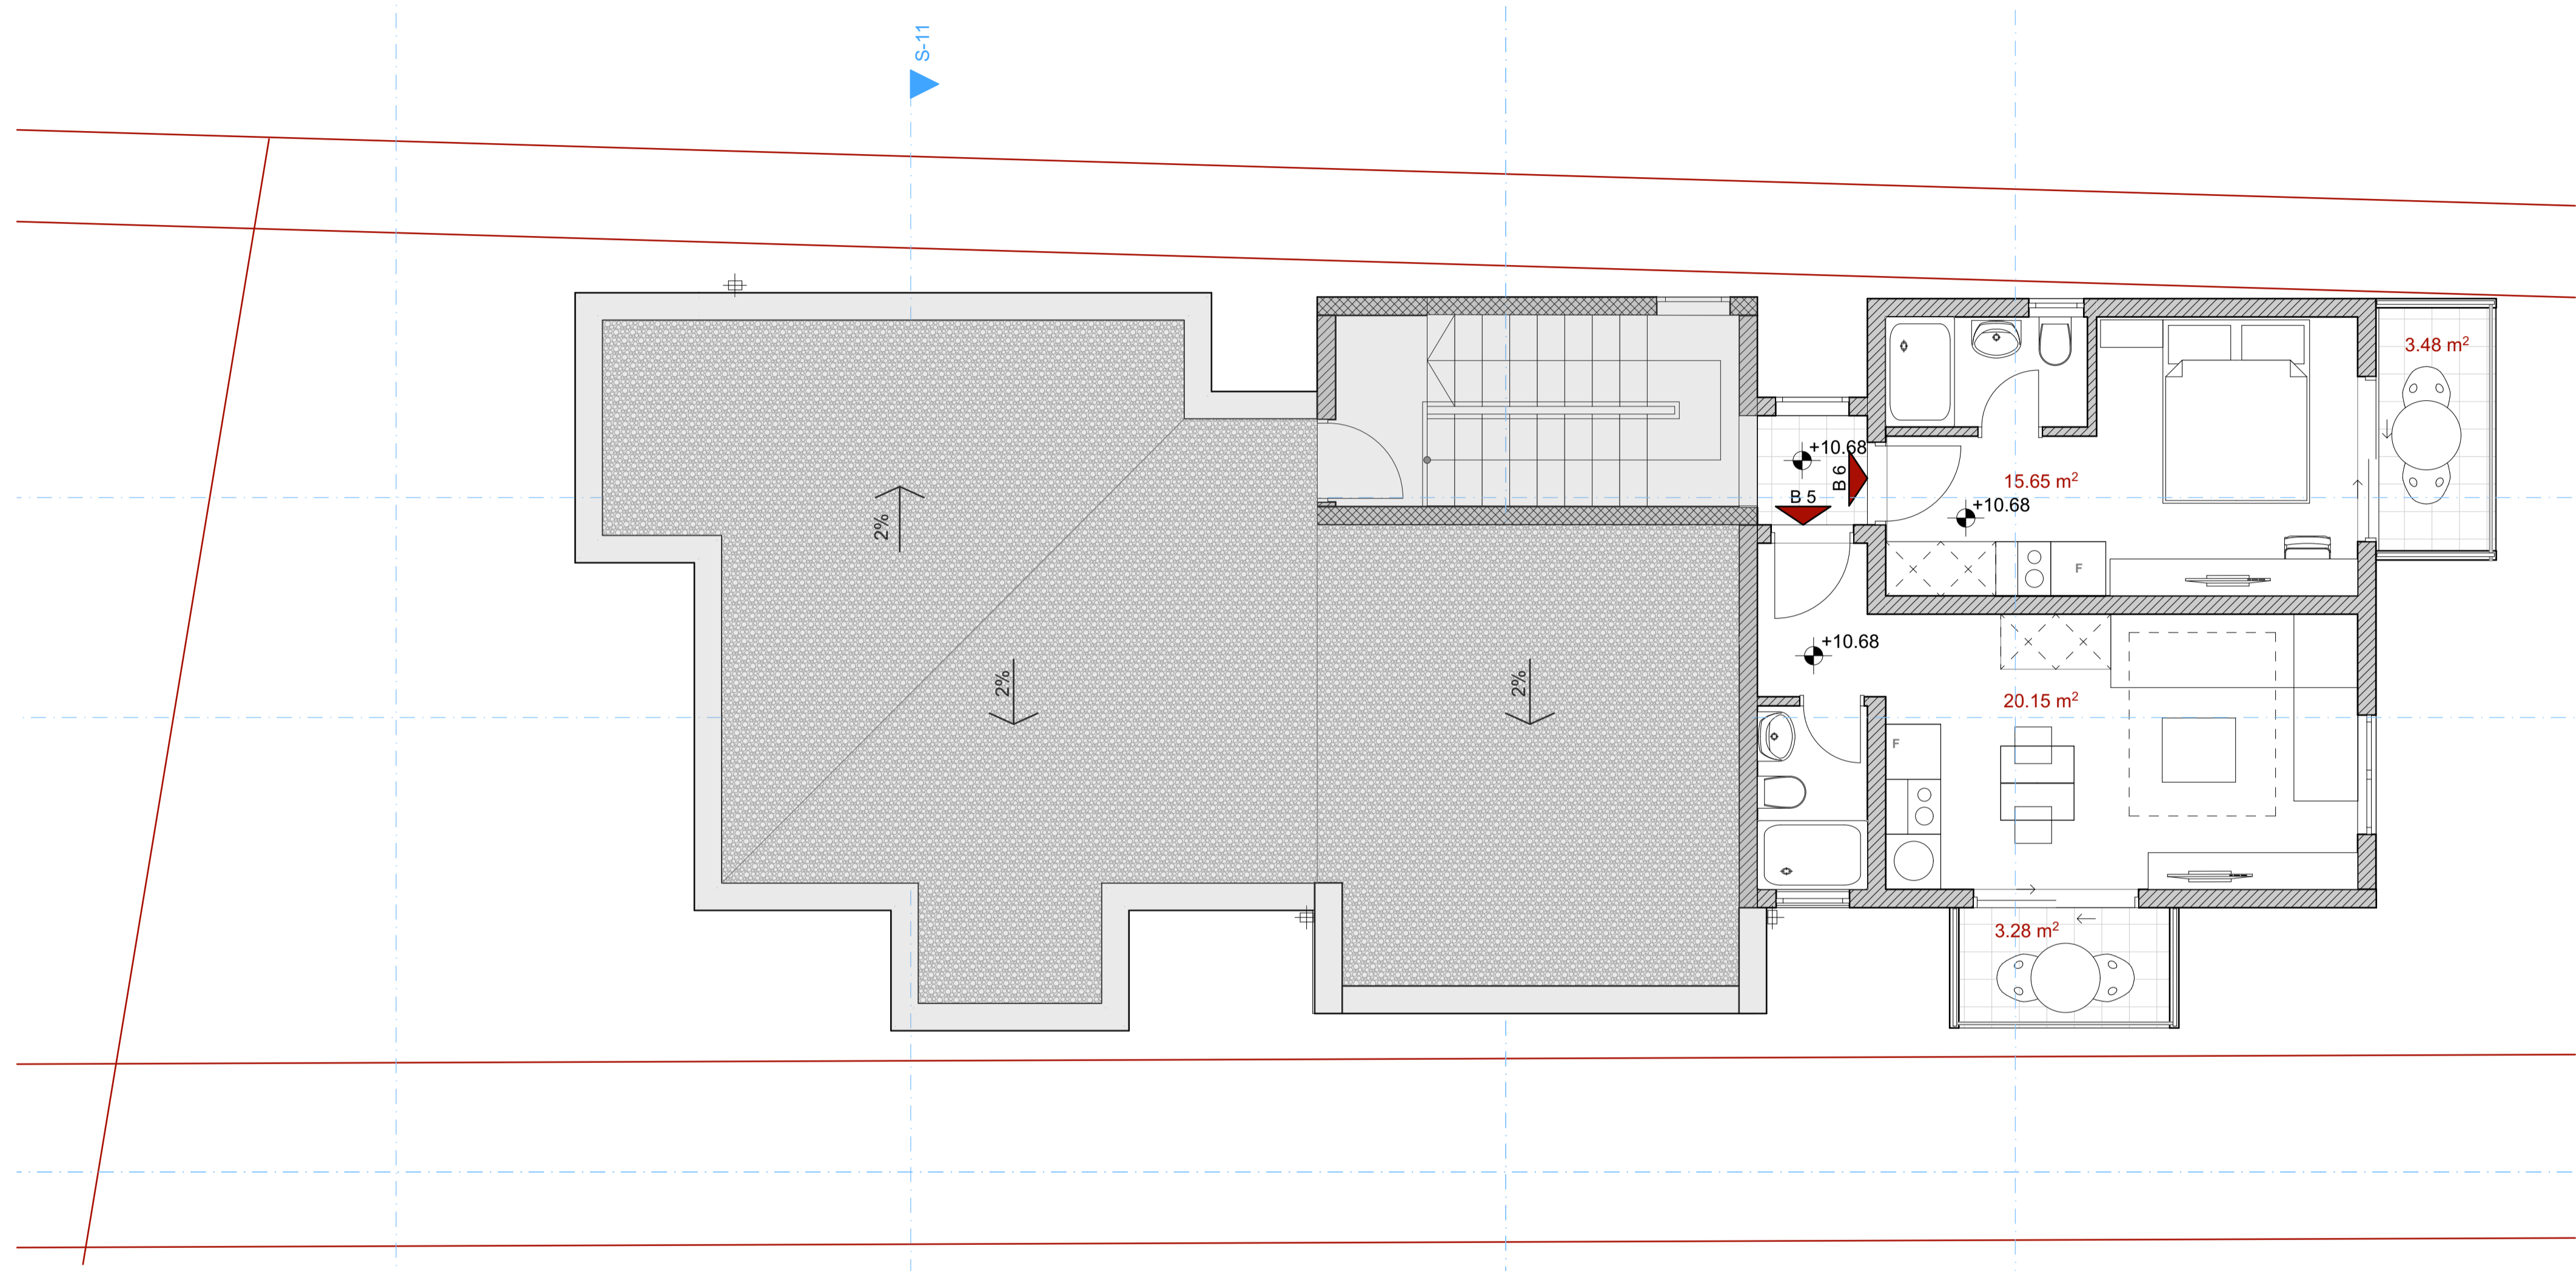 S-11
3.48 m²
+10.68
B 6
B 5
15.65 m²
+10.68
2%
F
+10.68
2%
2%
20.15 m²
F
3.28 m²